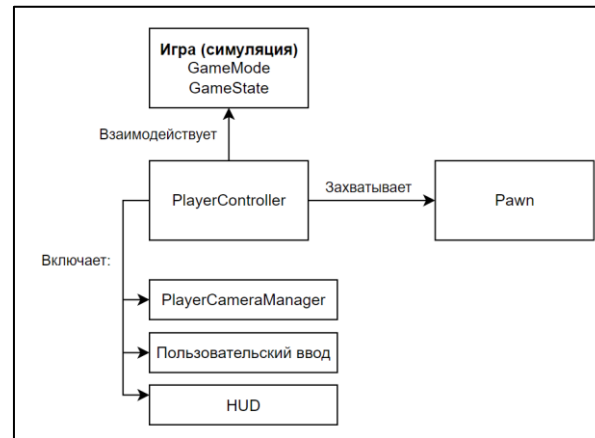 Игра (симуляция)
GameMode
GameState
Взаимодействует
PlayerController
Захватывает
Pawn
Включает:
PlayerCameraManager
Пользовательский ввод
HUD